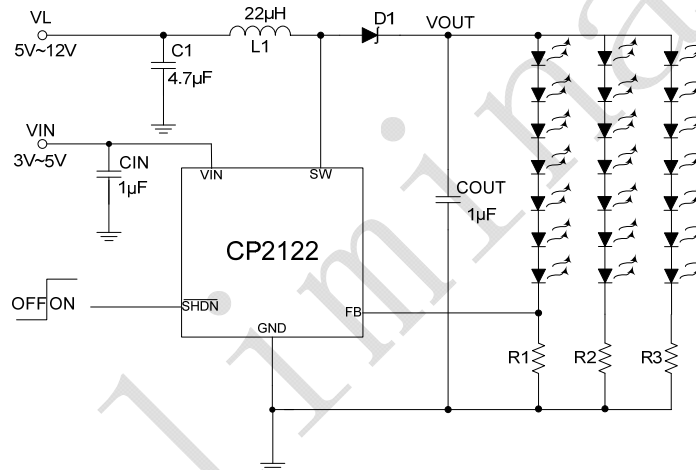 VL
5V~12V
22µH
L1
D1
VOUT
C1
4.7µF
VIN
3V~5V
CIN
1µF
VIN
SW
COUT
1µF
CP2122
OFF ON
SHDN
FB
GND
R1
R2
R3
limina